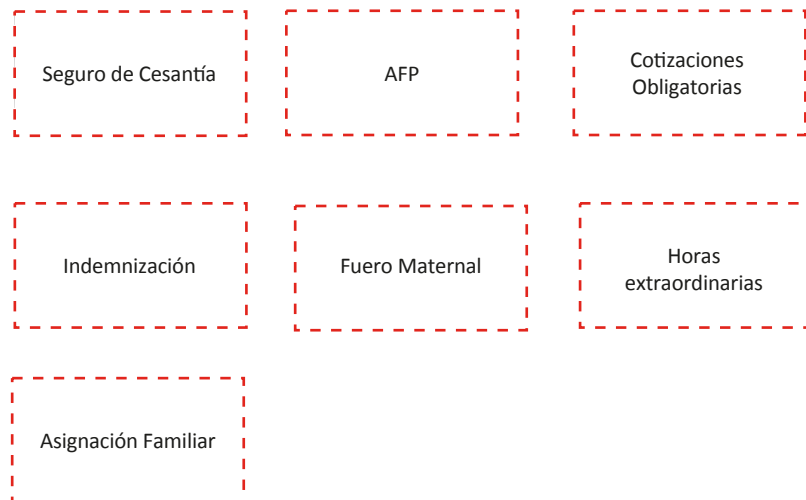 Seguro de Cesantía
AFP
Cotizaciones
Obligatorias
Indemnización
Fuero Maternal
Horas
extraordinarias
Asignación Familiar